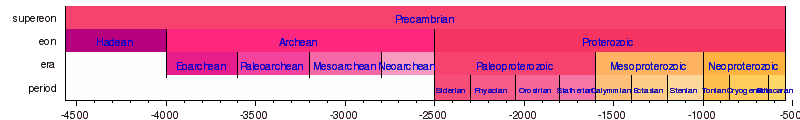 supereon Precambrian
eon Hadean Archean Proterozoic
era Eoarchean Paleoarchean Mesoarchean Neoarchean Paleoproterozoic Mesoproterozoic Neoproterozoic
period Siderian Rhyacian Orosirian Statherian Calymmian Ectasian Stenian Tonian Cryogenian Ediacaran
-4500 -4000 -3500 -3000 -2500 -2000 -1500 -1000 -500